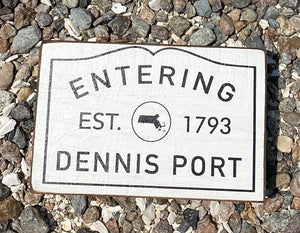 ENTERING
EST. 1793
DENNIS PORT